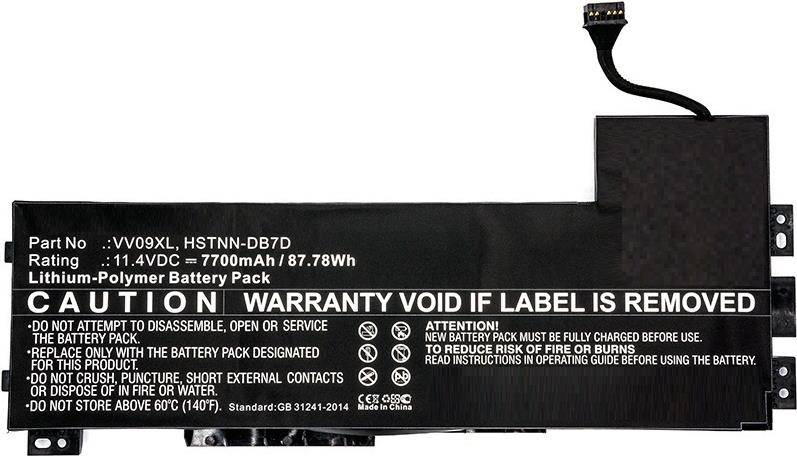 Part No .: VV09XL, HSTNN-DB7D
Rating .: 11.4VDC ⎓ 7700mAh / 87.78Wh
Lithium-Polymer Battery Pack
CAUTION WARRANTY VOID IF LABEL IS REMOVED
•DO NOT ATTEMPT TO DISASSEMBLE, OPEN OR SERVICE
THE BATTERY PACK.
•REPLACE ONLY WITH THE BATTERY PACK DESIGNATED
FOR THIS PRODUCT.
•DO NOT CRUSH, PUNCTURE, SHORT EXTERNAL CONTACTS
OR DISPOSE OF IN FIRE OR WATER.
•DO NOT STORE ABOVE 60°C (140°F). Standard:GB 31241-2014
ATTENTION!
NEW BATTERY PACK MUST BE FULLY CHARGED BEFORE USE.
TO REDUCE RISK OF FIRE OR BURNS
READ INSTRUCTIONS IN OPERATING GUIDE BEFORE USING THE BATTERY.
CE
Made In China